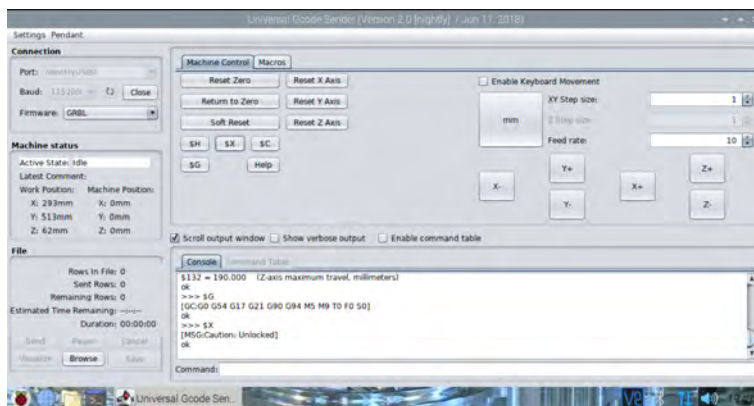 Universal Gcode Sender (Version 2.0 [nightly] / Jun 11, 2018)
Settings Pendant
Connection
Port:
Baud: 115200 Close
Firmware: GRBL
Machine status
Active State: Idle
Latest Comment:
Work Position: Machine Position:
X: 293mm X: 0mm
Y: 513mm Y: 0mm
Z: 62mm Z: 0mm
File
Rows In File: 0
Sent Rows: 0
Remaining Rows: 0
Estimated Time Remaining: --:--:--
Duration: 00:00:00
Send Pause Cancel
Visualize Browse Save
Machine Control Macros
Reset Zero Reset X Axis
Return to Zero Reset Y Axis
Soft Reset Reset Z Axis
$H $X $C
$G Help
Enable Keyboard Movement
mm
XY Step size: 1
Z Step size: 1
Feed rate: 10
Y+ Z+
X- X+
Y- Z-
Scroll output window Show verbose output Enable command table
Console Command Table
$132 = 190.000 (Z-axis maximum travel, millimeters)
ok
>>> $G
[GC:G0 G54 G17 G21 G90 G94 M5 M9 T0 F0 S0]
ok
>>> $X
[MSG:Caution: Unlocked]
ok
Command:
Universal Gcode Sen...